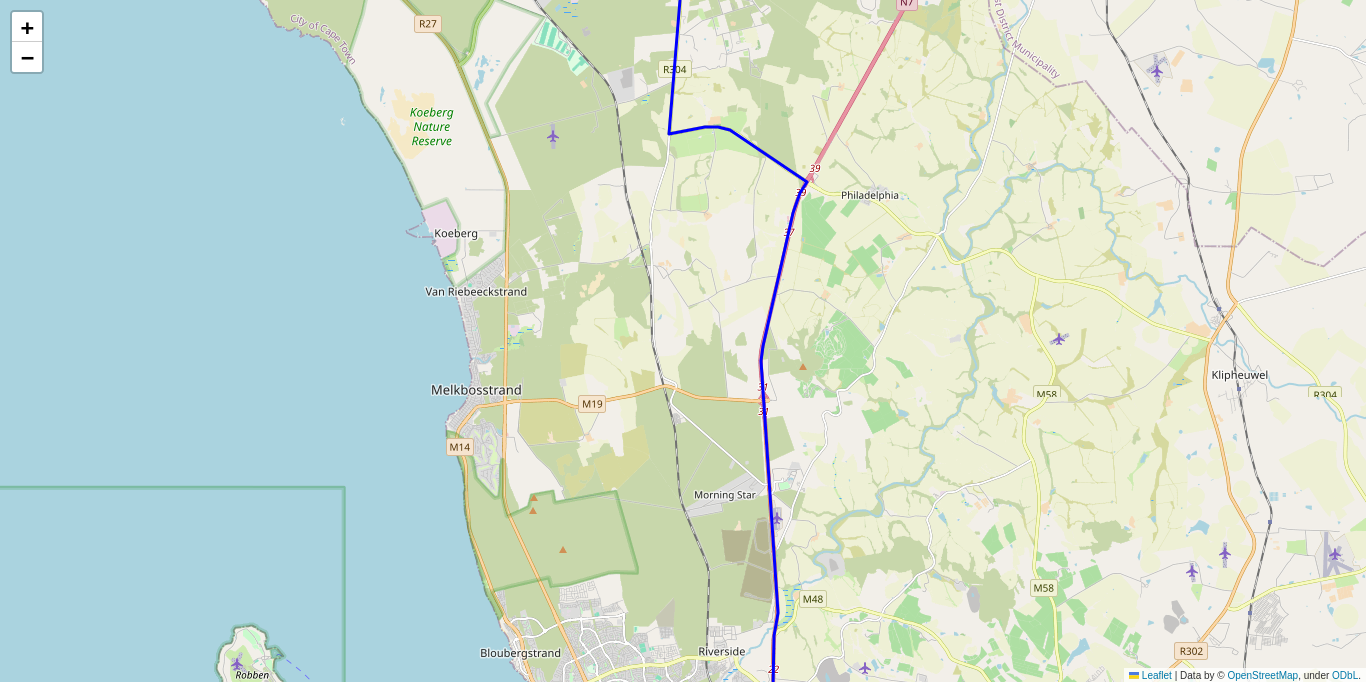 +
−
City of Cape Town
R27
N7
st District Municipality
R304
Koeberg
Nature
Reserve
39
Philadelphia
39
37
Koeberg
Van Riebeeckstrand
Klipheuwel
Melkbosstrand
31
M58
R304
M19
31
M14
Morning Star
M58
M48
Riverside
Bloubergstrand
R302
22
Robben
Leaflet | Data by © OpenStreetMap, under ODbL.